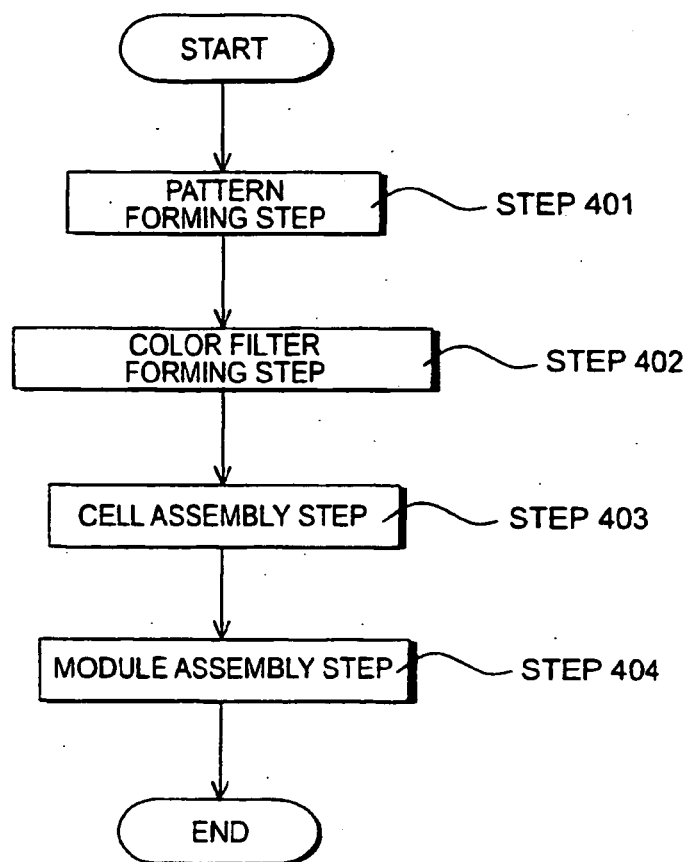 START
PATTERN
FORMING STEP
STEP 401
COLOR FILTER
FORMING STEP
STEP 402
CELL ASSEMBLY STEP
STEP 403
MODULE ASSEMBLY STEP
STEP 404
END